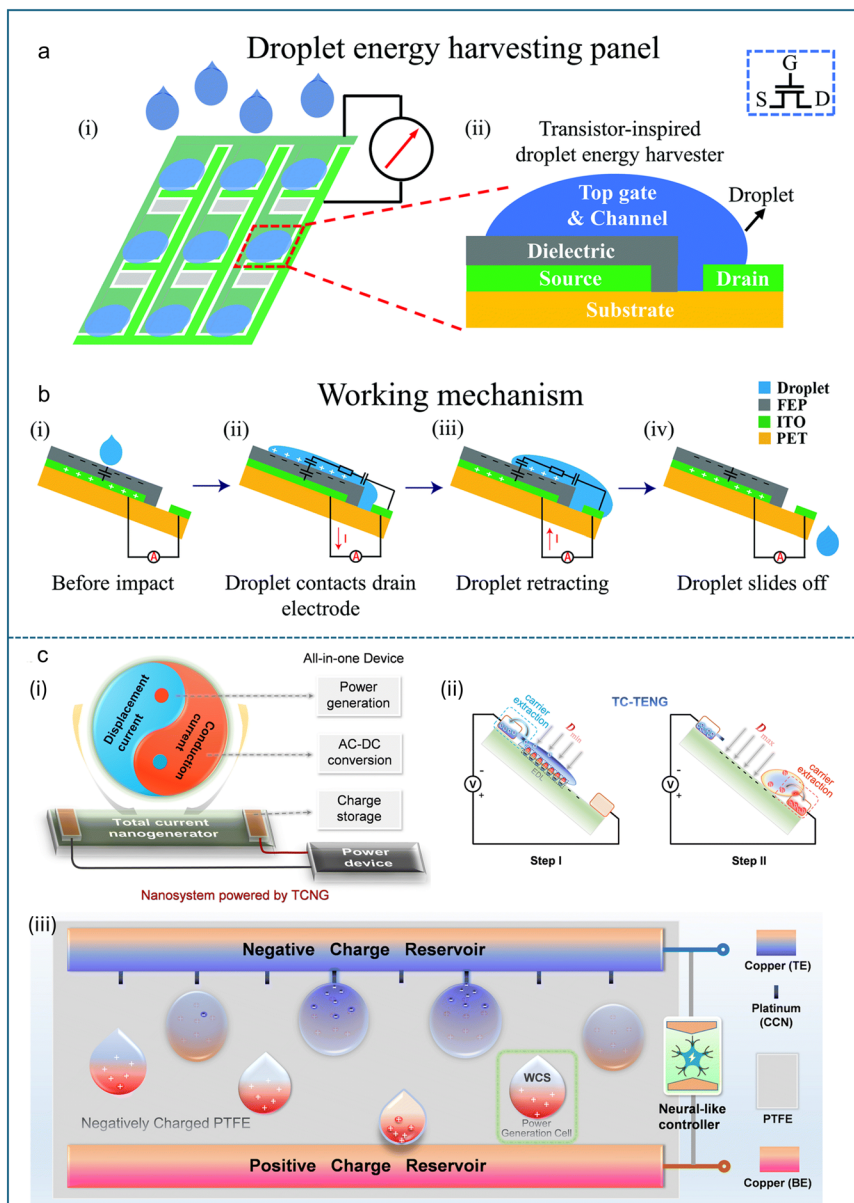 a
Droplet energy harvesting panel
G
S D
(i)
(ii)
Transistor-inspired
droplet energy harvester
Droplet
Top gate
& Channel
Dielectric
Source
Drain
Substrate
b
Working mechanism
Droplet
FEP
ITO
PET
(i)
(ii)
(iii)
(iv)
+ + + + + +
- - - - - -
I
I
A
A
A
A
Before impact
Droplet contacts drain
electrode
Droplet retracting
Droplet slides off
c
(i)
All-in-one Device
Displacement
current
Conduction
current
Power
generation
AC-DC
conversion
Charge
storage
Total current
nanogenerator
Power
device
Nanosystem powered by TCNG
(ii)
TC-TENG
carrier
extraction
D min
EDL
-
V
+
Step I
D max
carrier
extraction
-
V
+
Step II
(iii)
Negative Charge Reservoir
Negatively Charged PTFE
WCS
Power
Generation Cell
Positive Charge Reservoir
Neural-like
controller
Copper (TE)
Platinum
(CCN)
PTFE
Copper (BE)